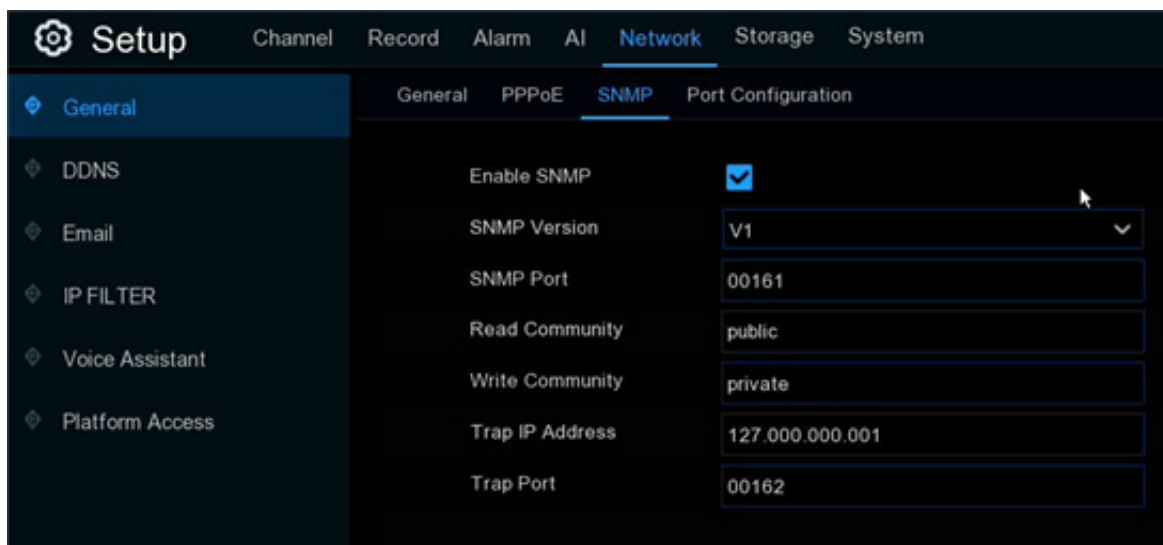 Setup Channel Record Alarm AI Network Storage System
General PPPoE SNMP Port Configuration
General
DDNS
Email
IP FILTER
Voice Assistant
Platform Access
Enable SNMP
SNMP Version V1
SNMP Port 00161
Read Community public
Write Community private
Trap IP Address 127.000.000.001
Trap Port 00162